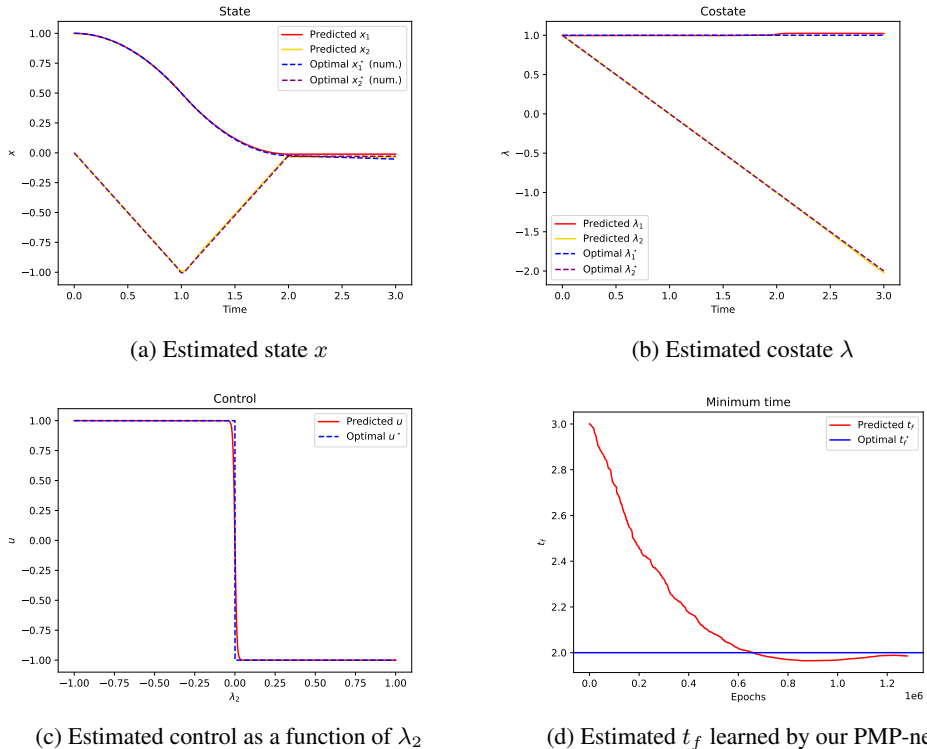 State
1.00
0.75
0.50
0.25
0.00
−0.25
−0.50
−0.75
−1.00
x
0.0 0.5 1.0 1.5 2.0 2.5 3.0
Time
Predicted x₁
Predicted x₂
Optimal x₁* (num.)
Optimal x₂* (num.)
(a) Estimated state x
Costate
1.0
0.5
0.0
−0.5
−1.0
−1.5
−2.0
λ
0.0 0.5 1.0 1.5 2.0 2.5 3.0
Time
Predicted λ₁
Predicted λ₂
Optimal λ₁*
Optimal λ₂*
(b) Estimated costate λ
Control
1.00
0.75
0.50
0.25
0.00
−0.25
−0.50
−0.75
−1.00
u
−1.00 −0.75 −0.50 −0.25 0.00 0.25 0.50 0.75 1.00
λ₂
Predicted u
Optimal u*
(c) Estimated control as a function of λ₂
Minimum time
3.0
2.8
2.6
2.4
2.2
2.0
t_f
0.0 0.2 0.4 0.6 0.8 1.0 1.2
Epochs
1e6
Predicted t_f
Optimal t_f*
(d) Estimated t_f learned by our PMP-ne